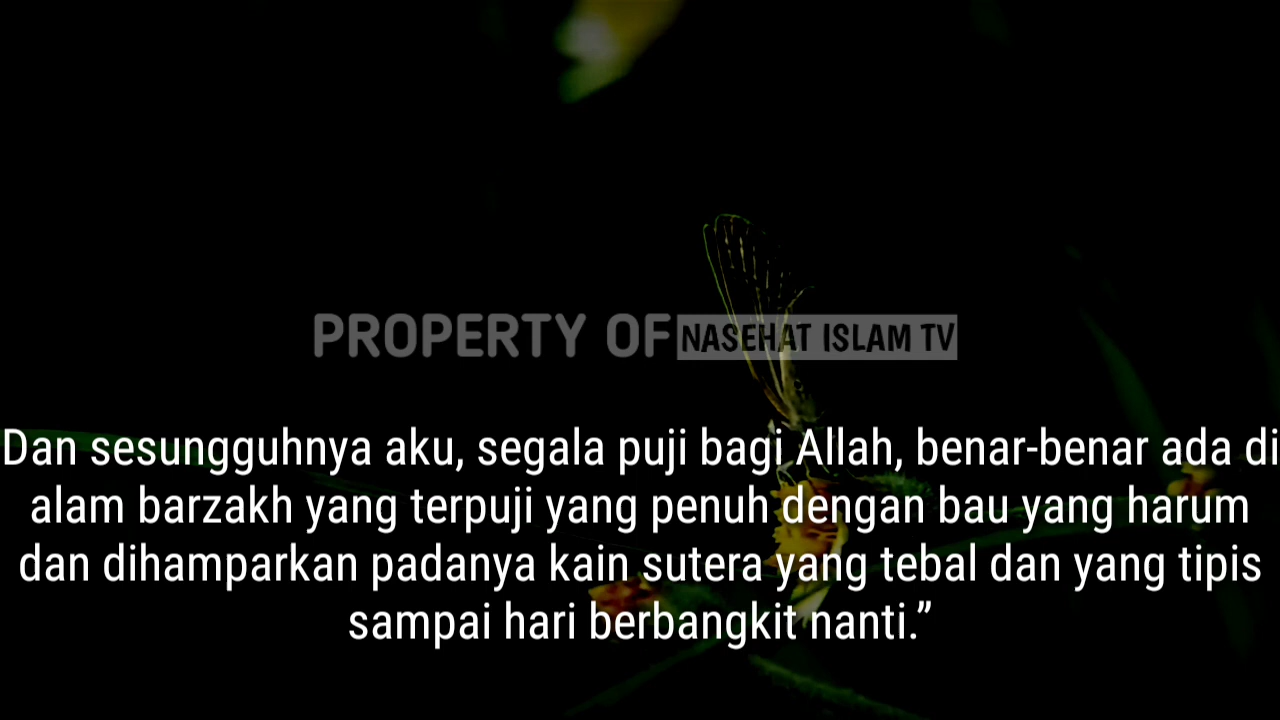 PROPERTY OF NASEHAT ISLAM TV
Dan sesungguhnya aku, segala puji bagi Allah, benar-benar ada di
alam barzakh yang terpuji yang penuh dengan bau yang harum
dan dihamparkan padanya kain sutera yang tebal dan yang tipis
sampai hari berbangkit nanti.”